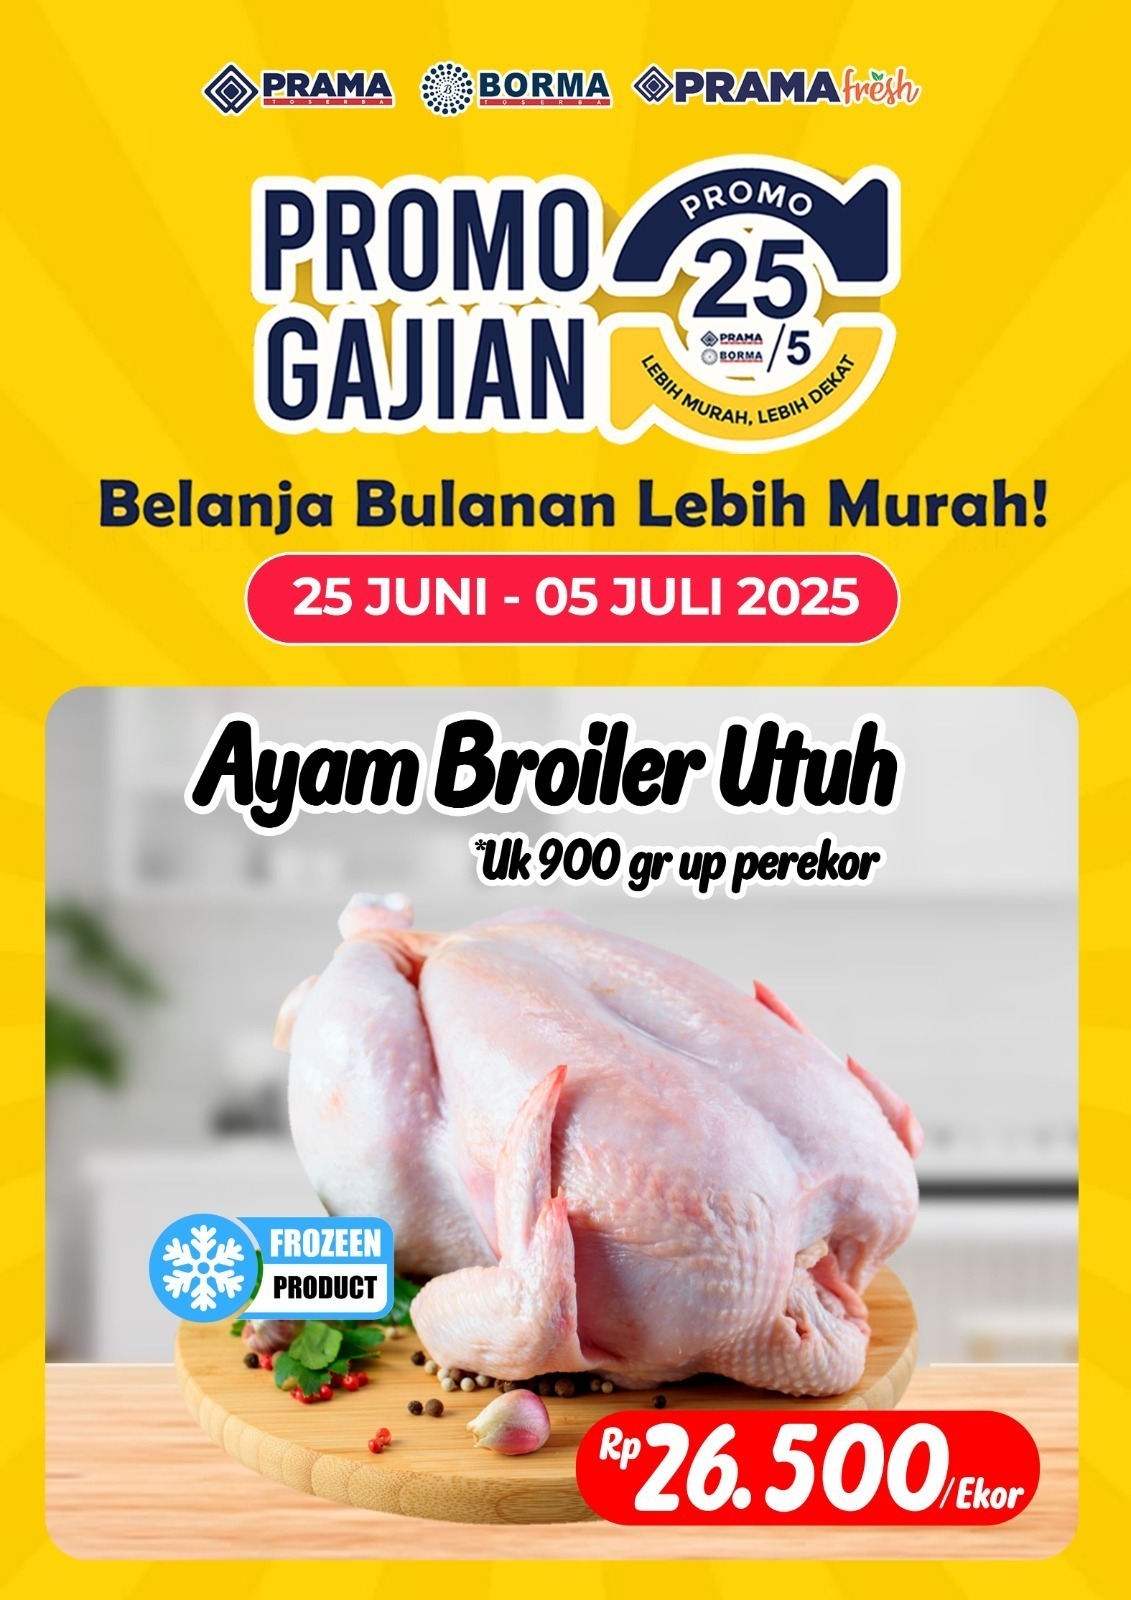 PRAMA
TOSERBA
BORMA
TOSERBA
PRAMA fresh
PROMO
GAJIAN
PROMO
25
/5
PRAMA
BORMA
LEBIH MURAH, LEBIH DEKAT
Belanja Bulanan Lebih Murah!
25 JUNI - 05 JULI 2025
Ayam Broiler Utuh
*Uk 900 gr up perekor
FROZEEN
PRODUCT
Rp 26.500/Ekor